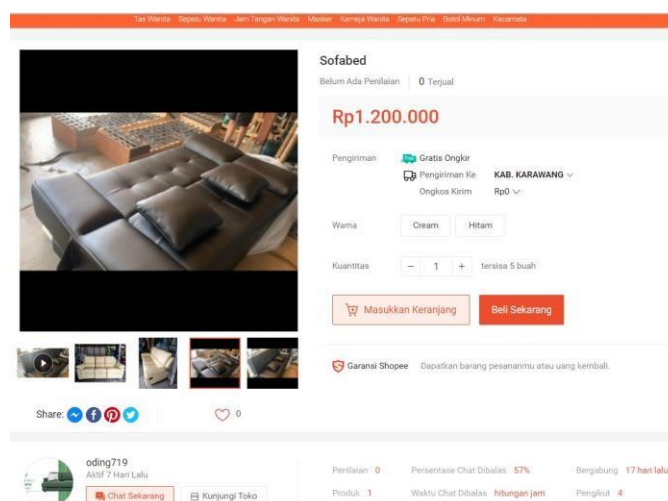 Tas Wanita Sepatu Wanita Jam Tangan Wanita Masker Kemeja Wanita Sepatu Pria Botol Minum Kacamata
Sofabed
Belum Ada Penilaian 0 Terjual
Rp1.200.000
Pengiriman Gratis Ongkir
Pengiriman Ke KAB. KARAWANG
Ongkos Kirim Rp0
Warna Cream Hitam
Kuantitas − 1 + tersisa 5 buah
Masukkan Keranjang Beli Sekarang
Garansi Shopee Dapatkan barang pesananmu atau uang kembali.
Share: 0
oding719
Aktif 7 Hari Lalu
Chat Sekarang Kunjungi Toko
Penilaian 0 Persentase Chat Dibalas 57% Bergabung 17 hari lalu
Produk 1 Waktu Chat Dibalas hitungan jam Pengikut 4